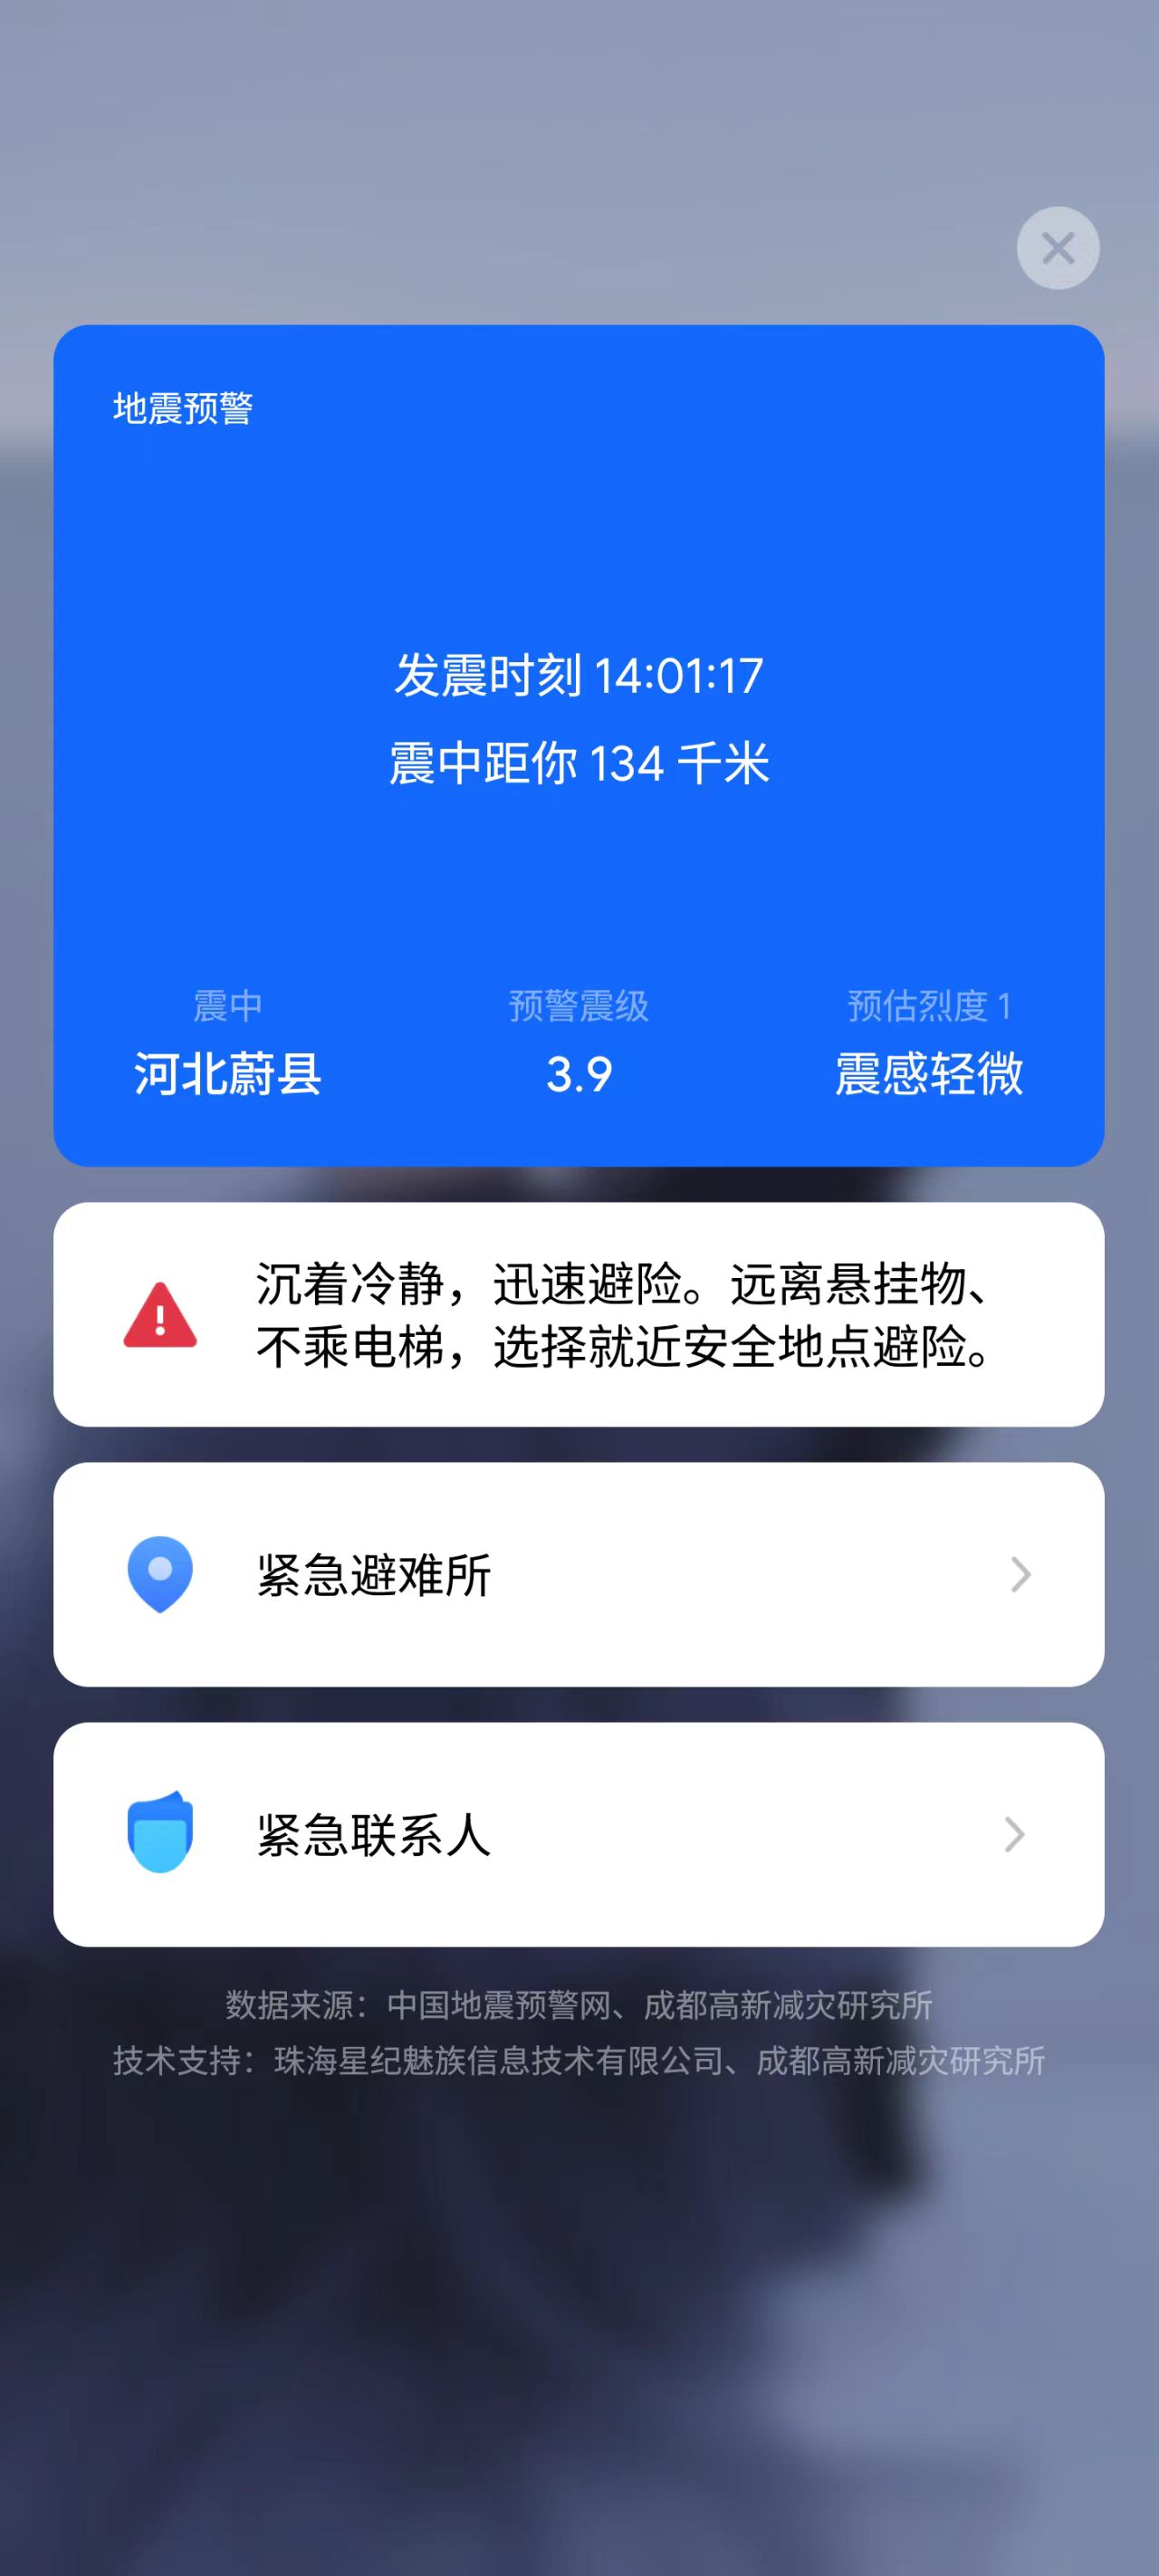 地震预警
发震时刻 14:01:17
震中距你 134 千米
震中
预警震级
预估烈度 1
河北蔚县
3.9
震感轻微
沉着冷静，迅速避险。远离悬挂物、
不乘电梯，选择就近安全地点避险。
紧急避难所
紧急联系人
数据来源：中国地震预警网、成都高新减灾研究所
技术支持：珠海星纪魅族信息技术有限公司、成都高新减灾研究所